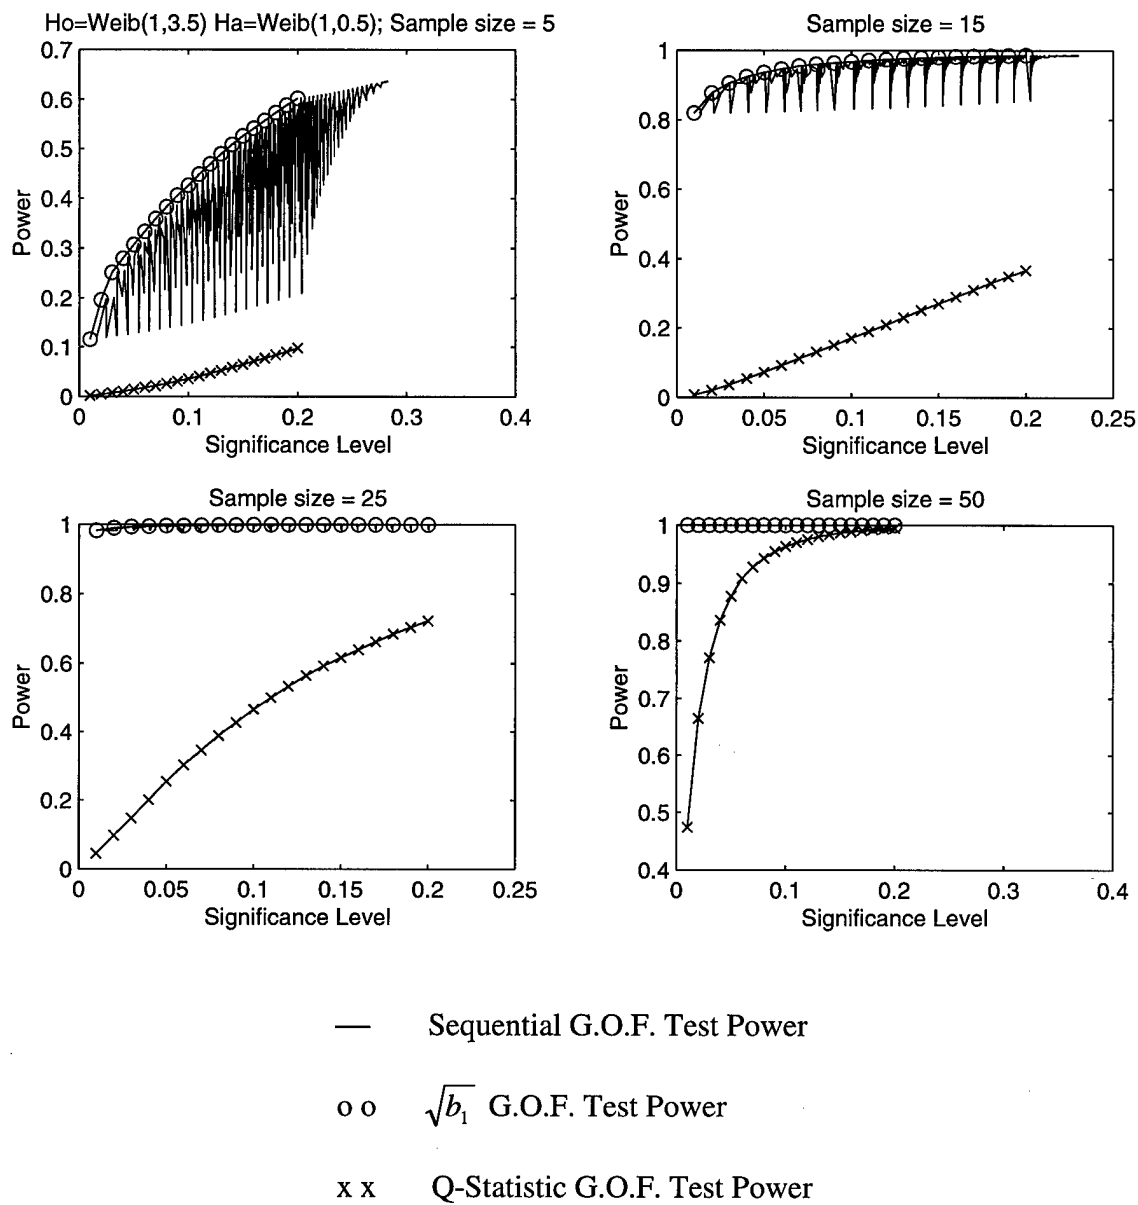 Ho=Weib(1,3.5) Ha=Weib(1,0.5); Sample size = 5
0.7
0.6
0.5
0.4
0.3
0.2
0.1
0
Power
0 0.1 0.2 0.3 0.4
Significance Level
Sample size = 15
1
0.8
0.6
0.4
0.2
0
Power
0 0.05 0.1 0.15 0.2 0.25
Significance Level
Sample size = 25
1
0.8
0.6
0.4
0.2
0
Power
0 0.05 0.1 0.15 0.2 0.25
Significance Level
Sample size = 50
1
0.9
0.8
0.7
0.6
0.5
0.4
Power
0 0.1 0.2 0.3 0.4
Significance Level
— Sequential G.O.F. Test Power
o o √b₁ G.O.F. Test Power
x x Q-Statistic G.O.F. Test Power